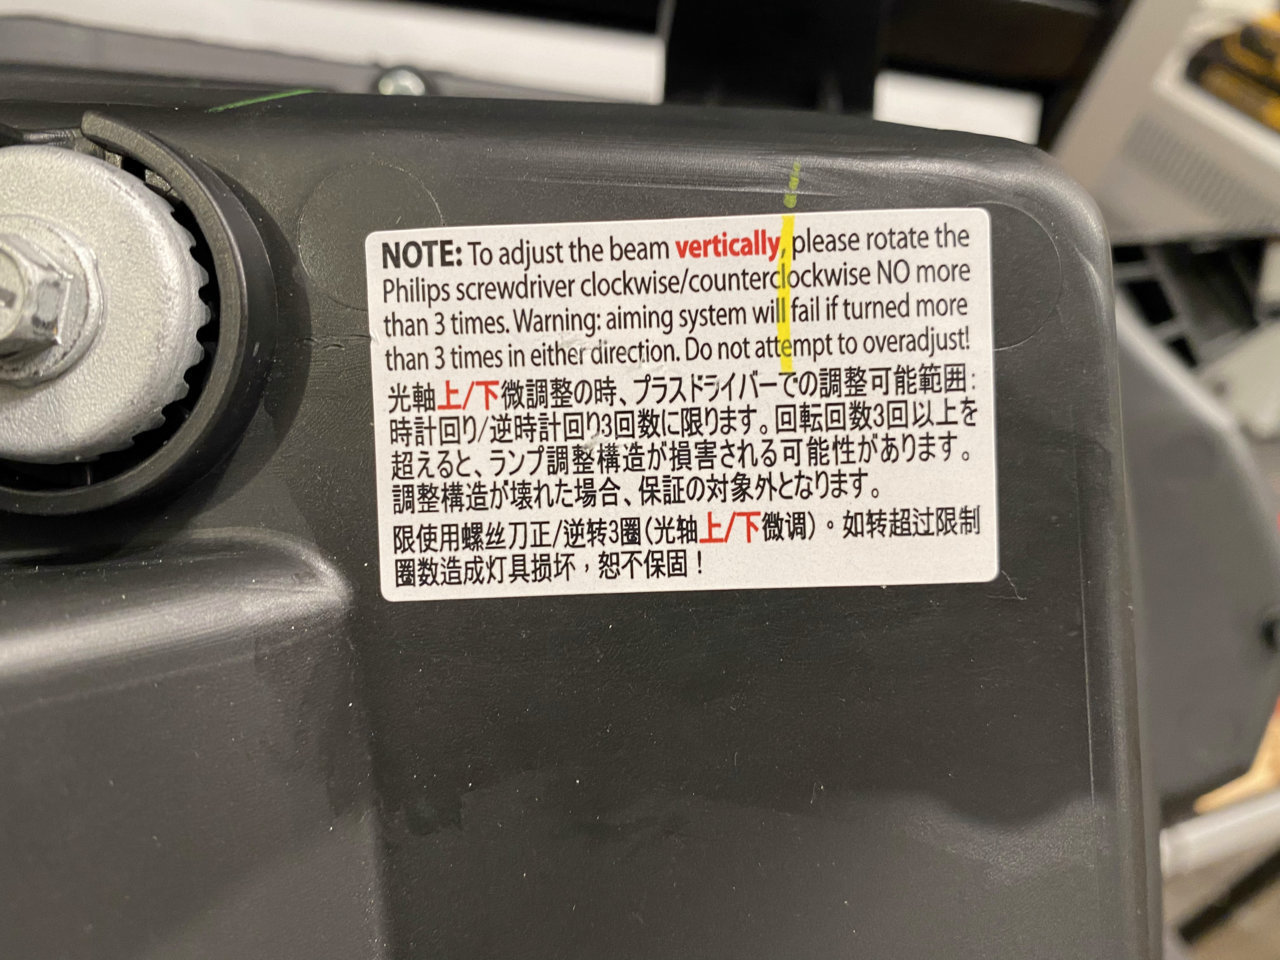 NOTE: To adjust the beam vertically, please rotate the
Philips screwdriver clockwise/counterclockwise NO more
than 3 times. Warning: aiming system will fail if turned more
than 3 times in either direction. Do not attempt to overadjust!
光軸上/下微調整の時、プラスドライバーでの調整可能範囲:
時計回り/逆時計回り3回数に限ります。回転回数3回以上を
超えると、ランプ調整構造が損害される可能性があります。
調整構造が壊れた場合、保証の対象外となります。
限使用螺丝刀正/逆转3圈(光轴上/下微调)。如转超过限制
圈数造成灯具损坏，恕不保固！